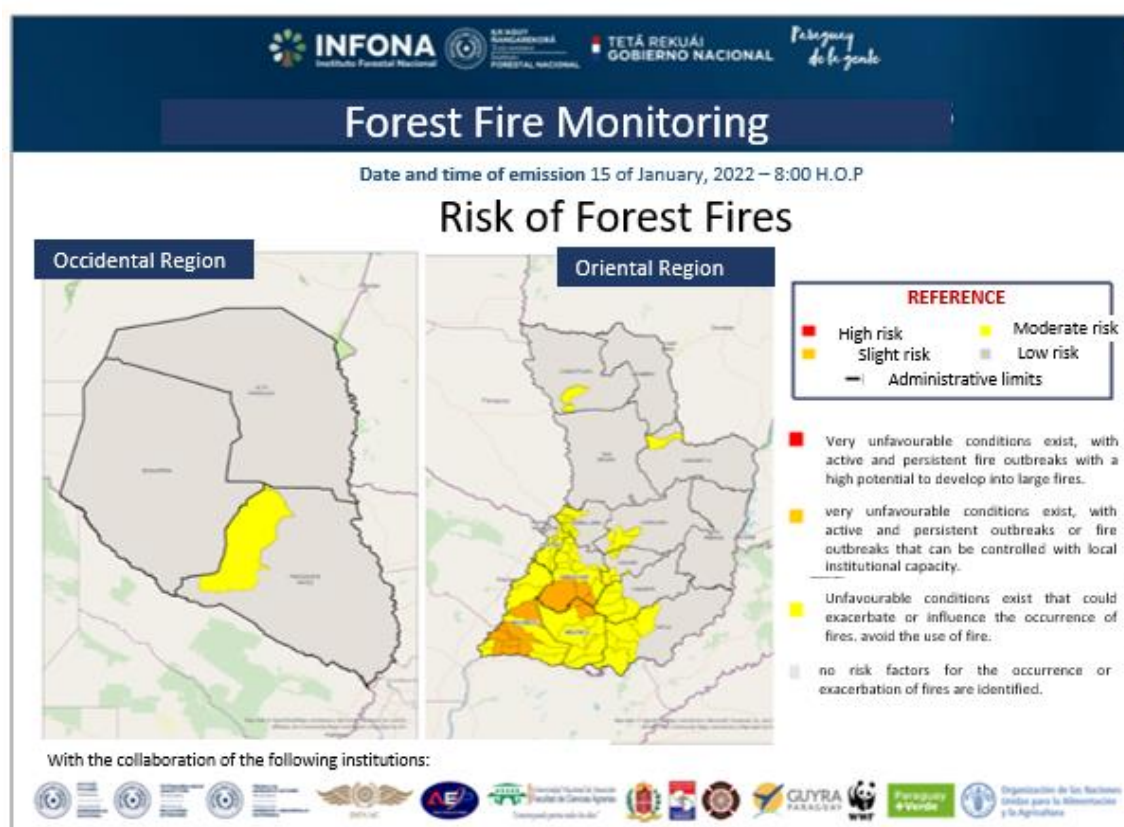 INFONA
Instituto Forestal Nacional
FORESTAL NACIONAL
TETÃ REKUÁI
GOBIERNO NACIONAL
Paraguay
de la gente
Forest Fire Monitoring
Date and time of emission 15 of January, 2022 – 8:00 H.O.P
Risk of Forest Fires
Occidental Region
Oriental Region
REFERENCE
High risk
Moderate risk
Slight risk
Low risk
Administrative limits
Very unfavourable conditions exist, with
active and persistent fire outbreaks with a
high potential to develop into large fires.
very unfavourable conditions exist, with
active and persistent outbreaks or fire
outbreaks that can be controlled with local
institutional capacity.
Unfavourable conditions exist that could
exacerbate or influence the occurrence of
fires. avoid the use of fire.
no risk factors for the occurrence or
exacerbation of fires are identified.
With the collaboration of the following institutions:
GUYRA
PARAGUAY
WWF
Paraguay
+Verde
Organización de las Naciones
Unidas para la Alimentación
y la Agricultura